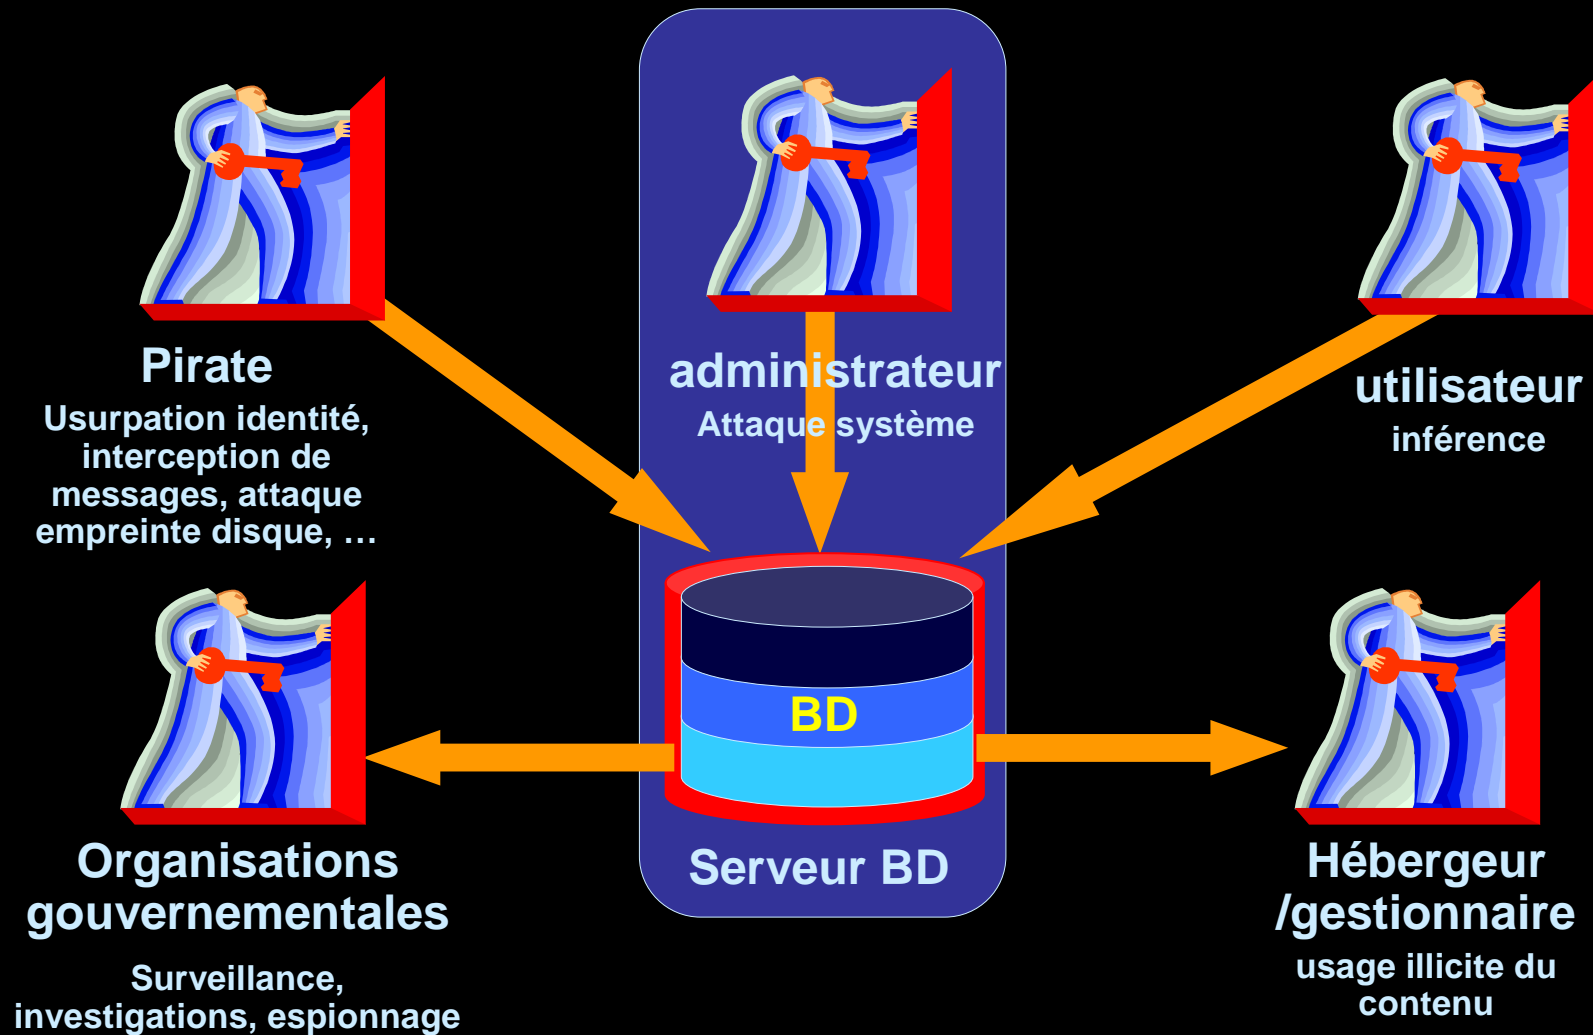 Pirate
Usurpation identité,
interception de
messages, attaque
empreinte disque, …
administrateur
Attaque système
utilisateur
inférence
BD
Serveur BD
Organisations
gouvernementales
Surveillance,
investigations, espionnage
Hébergeur
/gestionnaire
usage illicite du
contenu